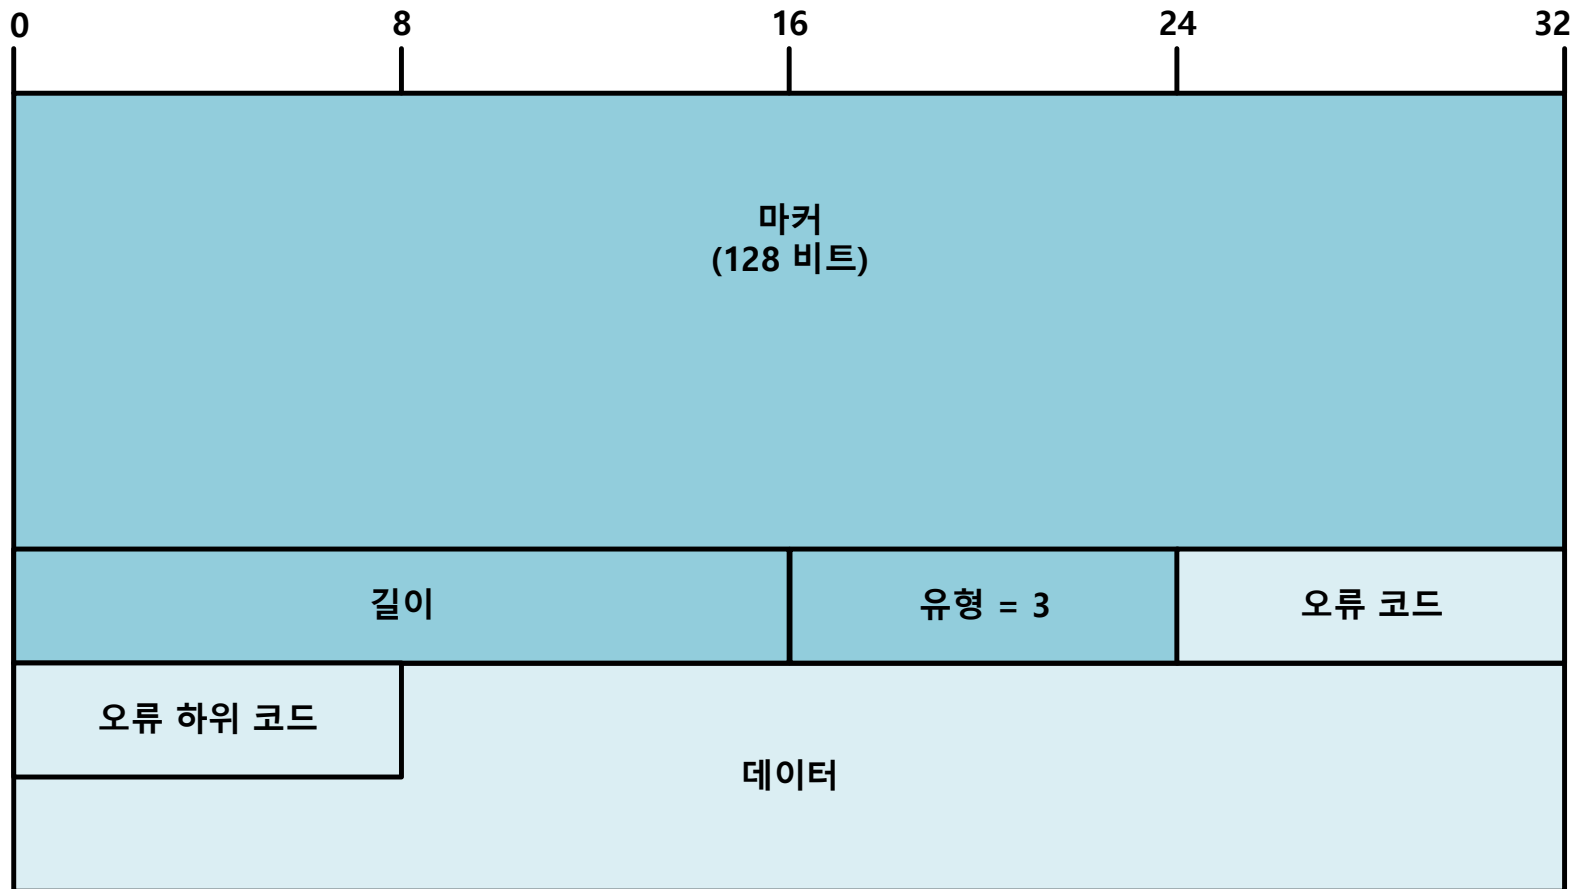 0 8 16 24 32
마커
(128 비트)
길이 유형 = 3 오류 코드
오류 하위 코드
데이터